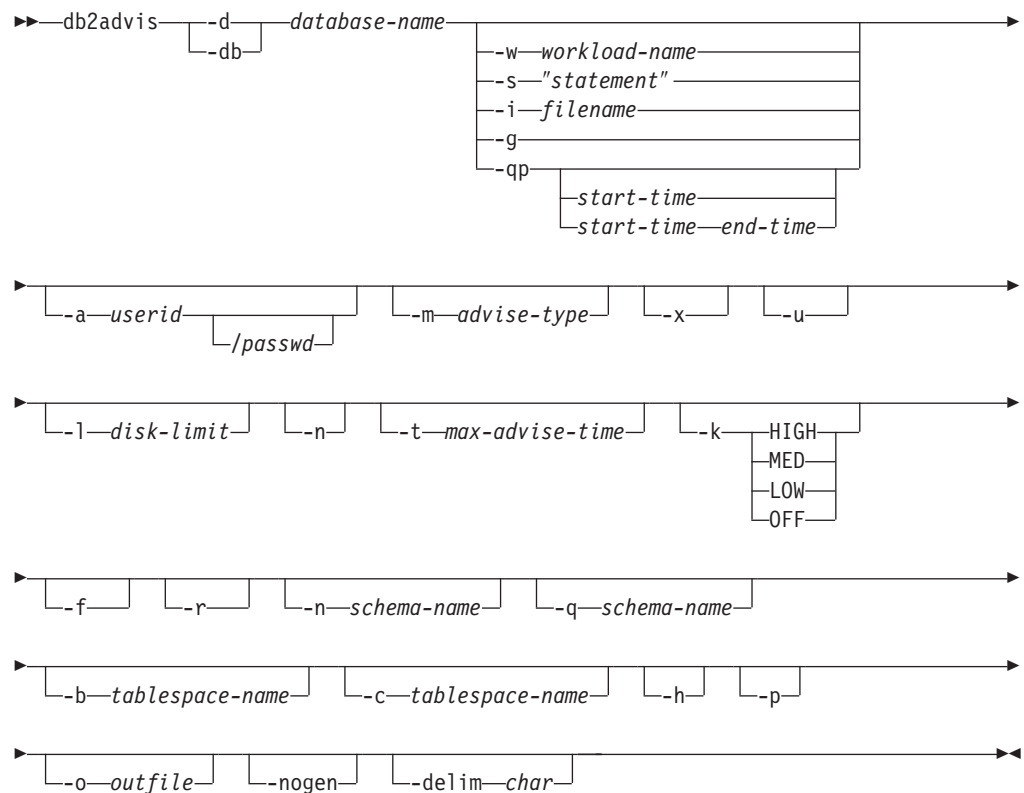 db2advis -d database-name
-db
-w workload-name
-s "statement"
-i filename
-g
-qp
start-time
start-time end-time
-a userid -m advise-type -x -u
/passwd
-l disk-limit -n -t max-advise-time -k HIGH
MED
LOW
OFF
-f -r -n schema-name -q schema-name
-b tablespace-name -c tablespace-name -h -p
-o outfile -nogen -delim char